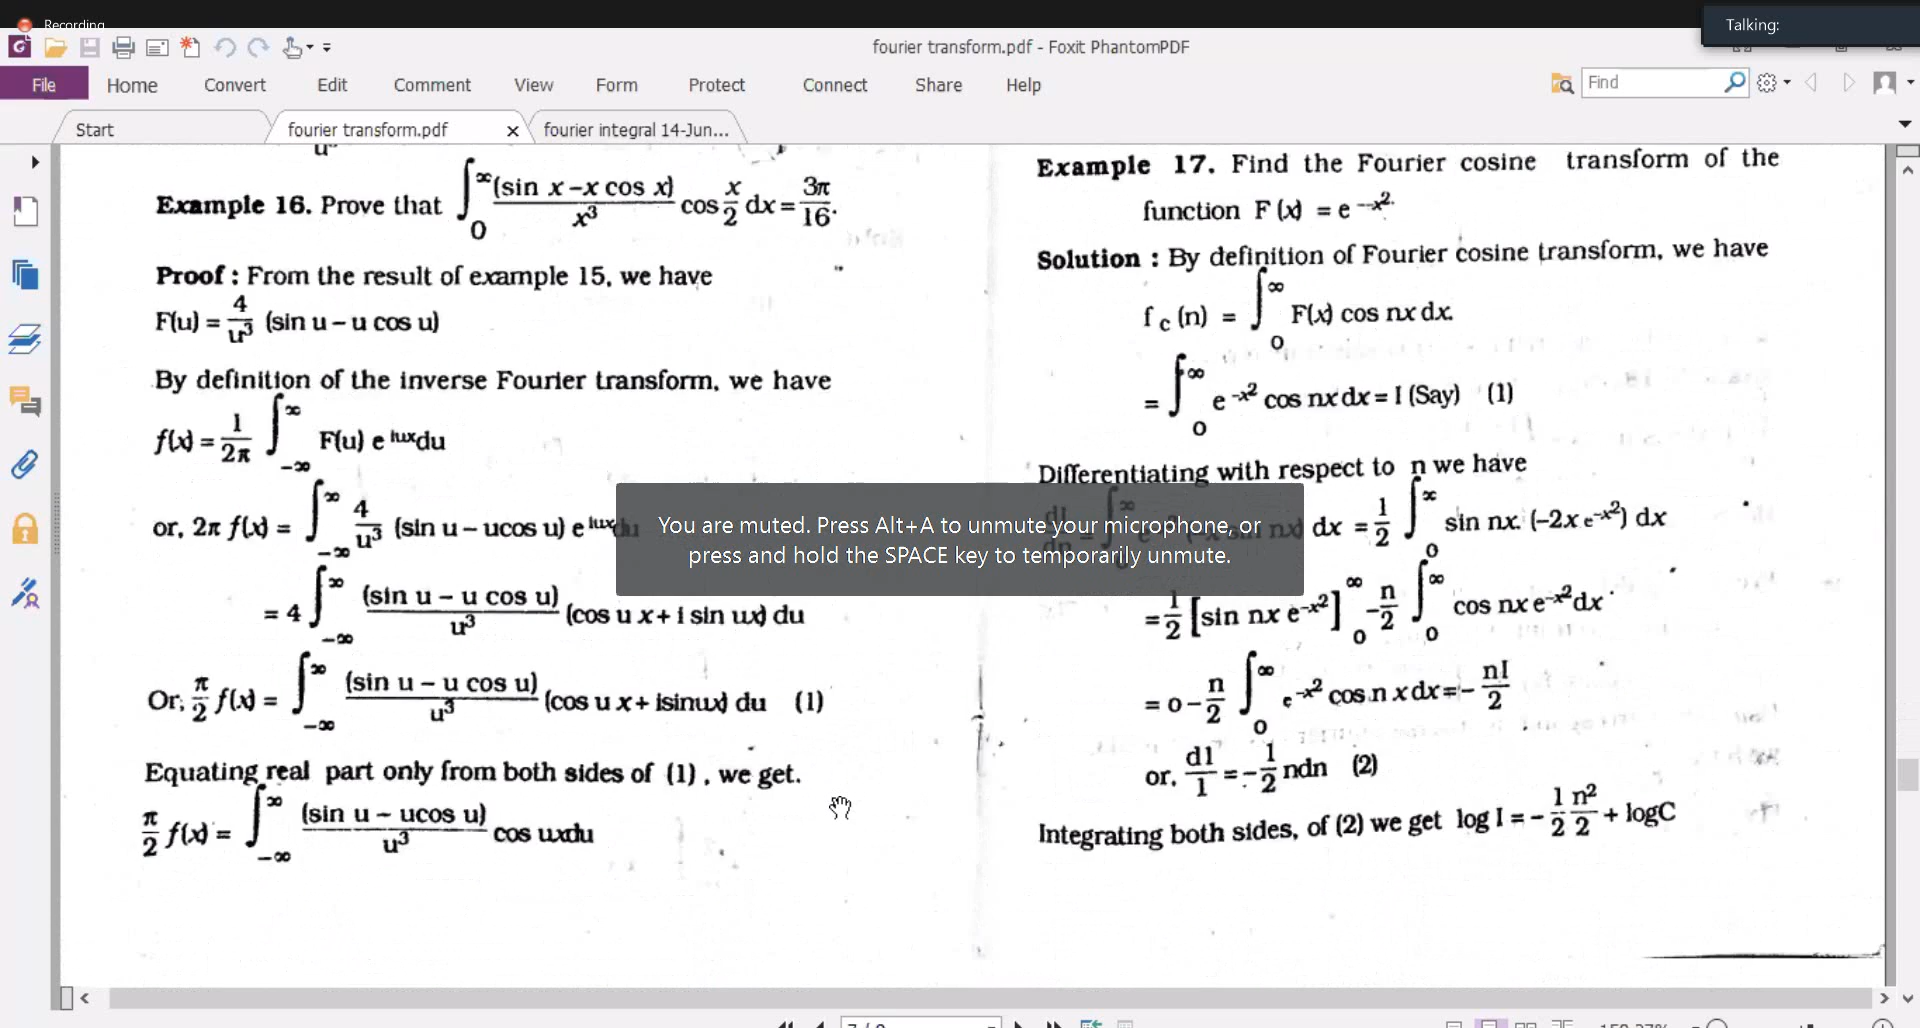 Recording
Talking:
fourier transform.pdf - Foxit PhantomPDF
File Home Convert Edit Comment View Form Protect Connect Share Help
Find
Start
fourier transform.pdf
fourier integral 14-Jun...
Example 16. Prove that ∫₀^∞ (sin x – x cos x)/x³ cos x/2 dx = 3π/16.
Proof : From the result of example 15, we have
F(u) = 4/u³ (sin u – u cos u)
By definition of the inverse Fourier transform, we have
f(x) = 1/2π ∫₋∞^∞ F(u) e^iux du
or, 2π f(x) = ∫₋∞^∞ 4/u³ (sin u – ucos u) e^iux du
= 4 ∫₋∞^∞ (sin u – u cos u)/u³ (cos u x + i sin ux) du
Or, π/2 f(x) = ∫₋∞^∞ (sin u – u cos u)/u³ (cos u x + isinux) du (1)
Equating real part only from both sides of (1), we get.
π/2 f(x) = ∫₋∞^∞ (sin u – ucos u)/u³ cos uxdu
Example 17. Find the Fourier cosine transform of the
function F (x) = e^–x².
Solution : By definition of Fourier cosine transform, we have
f c (n) = ∫₀^∞ F(x) cos nx dx.
= ∫₀^∞ e^-x² cos nx dx = I (Say) (1)
Differentiating with respect to n we have
dx = 1/2 ∫₀^∞ sin nx. (–2x e^-x²) dx
= 1/2 [sin nx e^-x²]₀^∞ – n/2 ∫₀^∞ cos nx e^-x² dx
= o – n/2 ∫₀^∞ e^-x² cos n x dx = – nI/2
or, dI/I = – 1/2 ndn (2)
Integrating both sides, of (2) we get log I = – 1/2 n²/2 + logC
You are muted. Press Alt+A to unmute your microphone, or
press and hold the SPACE key to temporarily unmute.